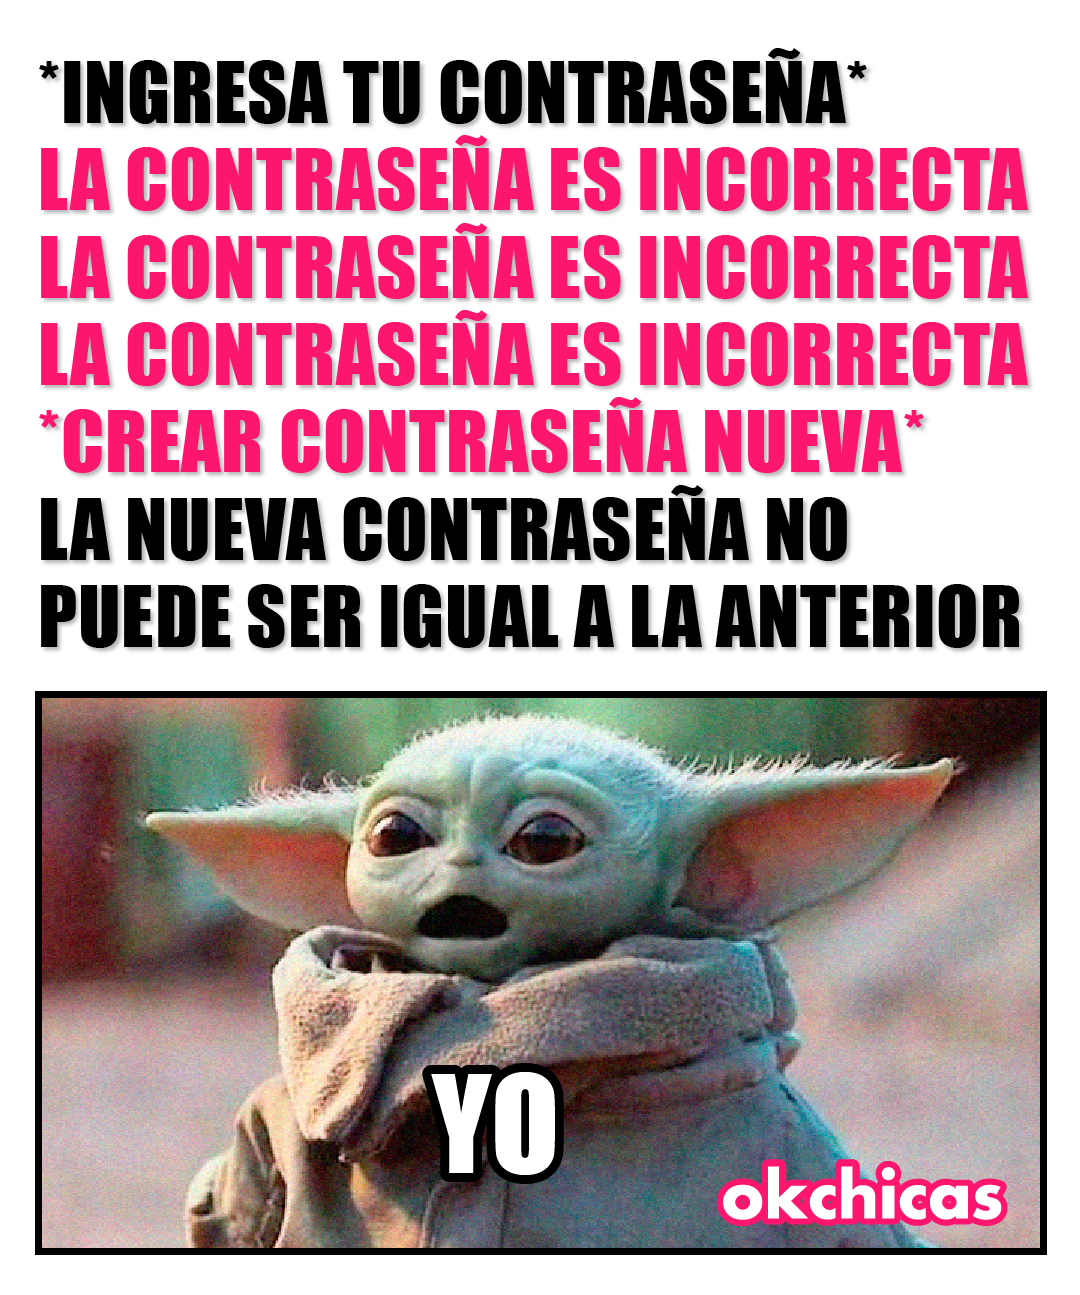 *INGRESA TU CONTRASEÑA*
LA CONTRASEÑA ES INCORRECTA
LA CONTRASEÑA ES INCORRECTA
LA CONTRASEÑA ES INCORRECTA
*CREAR CONTRASEÑA NUEVA*
LA NUEVA CONTRASEÑA NO
PUEDE SER IGUAL A LA ANTERIOR
YO
okchicas